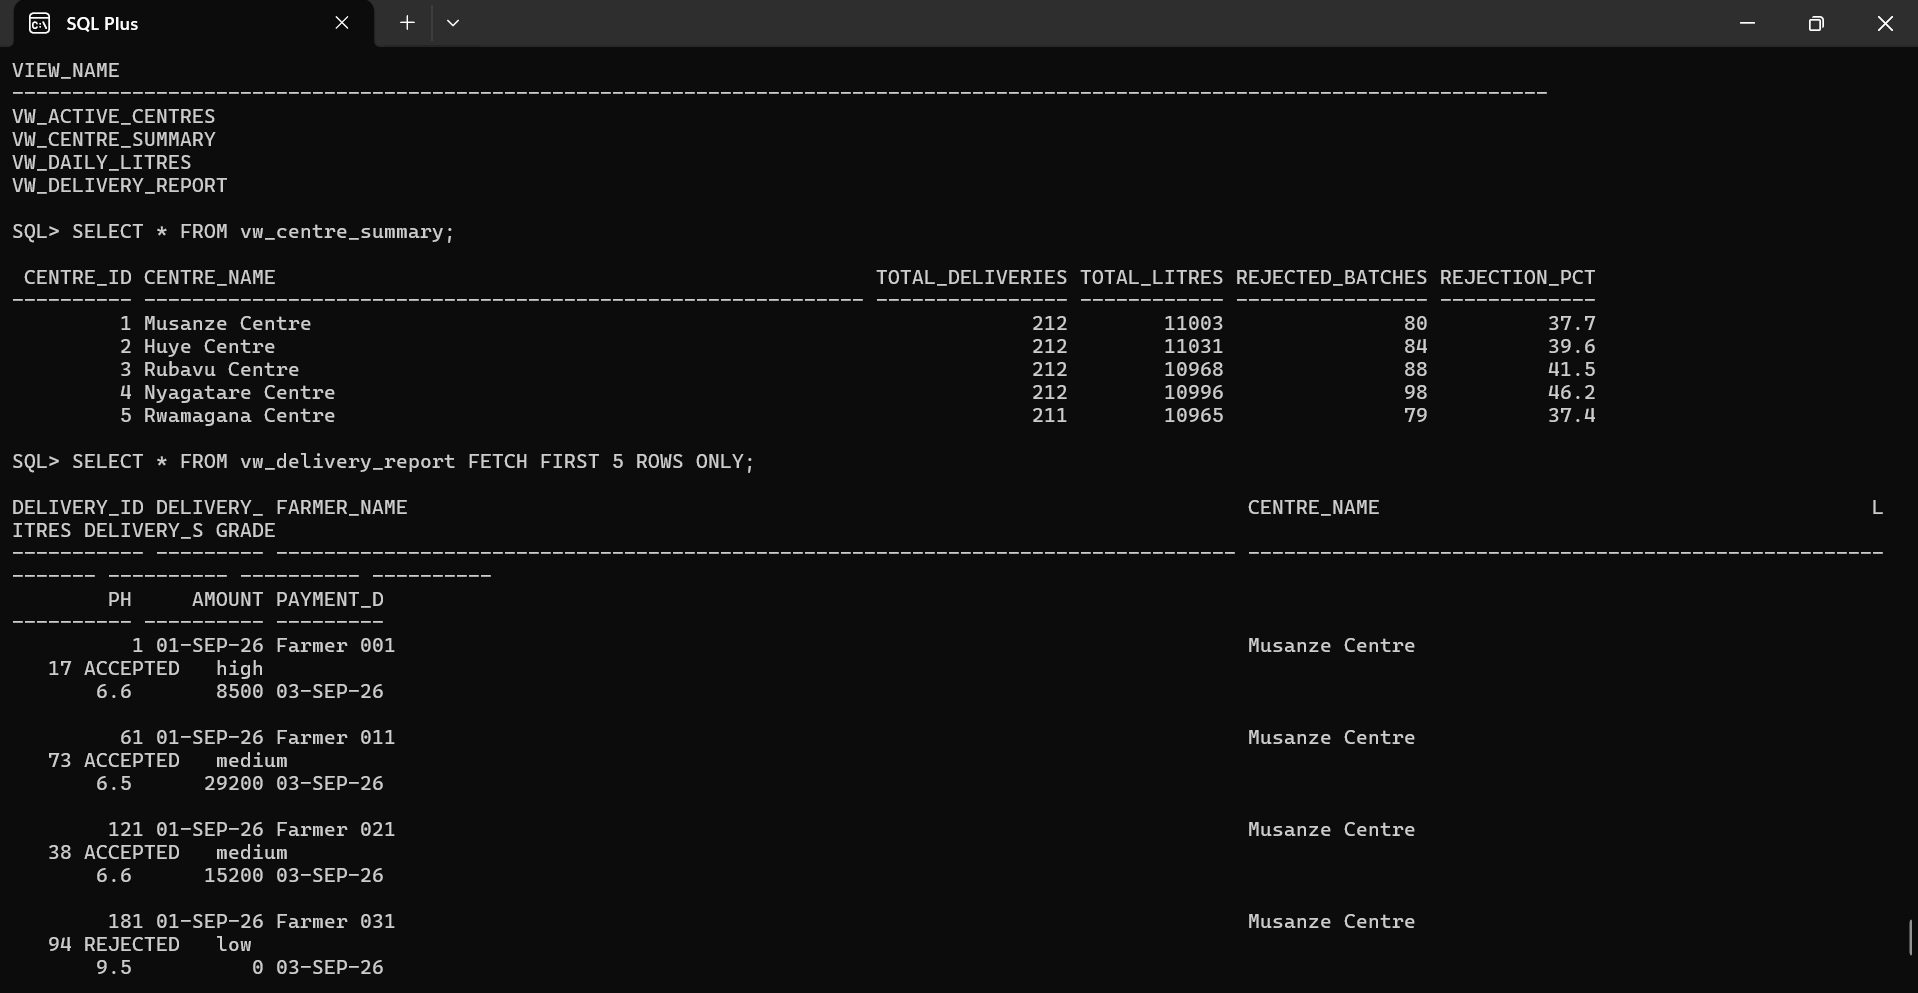 SQL Plus
VIEW_NAME
--------------------------------------------------------------------------------------------------------------------------------
VW_ACTIVE_CENTRES
VW_CENTRE_SUMMARY
VW_DAILY_LITRES
VW_DELIVERY_REPORT
SQL> SELECT * FROM vw_centre_summary;
 CENTRE_ID CENTRE_NAME                                                  TOTAL_DELIVERIES TOTAL_LITRES REJECTED_BATCHES REJECTION_PCT
---------- ------------------------------------------------------------ ---------------- ------------ ---------------- -------------
         1 Musanze Centre                                                            212        11003               80          37.7
         2 Huye Centre                                                               212        11031               84          39.6
         3 Rubavu Centre                                                             212        10968               88          41.5
         4 Nyagatare Centre                                                          212        10996               98          46.2
         5 Rwamagana Centre                                                          211        10965               79          37.4
SQL> SELECT * FROM vw_delivery_report FETCH FIRST 5 ROWS ONLY;
DELIVERY_ID DELIVERY_ FARMER_NAME                                                                      CENTRE_NAME                                         L
ITRES DELIVERY_S GRADE
----------- --------- -------------------------------------------------------------------------------- -----------------------------------------------------
------- ---------- ---------- ----------
        PH     AMOUNT PAYMENT_D
---------- ---------- ---------
          1 01-SEP-26 Farmer 001                                                                       Musanze Centre
   17 ACCEPTED   high
       6.6       8500 03-SEP-26
         61 01-SEP-26 Farmer 011                                                                       Musanze Centre
   73 ACCEPTED   medium
       6.5      29200 03-SEP-26
        121 01-SEP-26 Farmer 021                                                                       Musanze Centre
   38 ACCEPTED   medium
       6.6      15200 03-SEP-26
        181 01-SEP-26 Farmer 031                                                                       Musanze Centre
   94 REJECTED   low
       9.5          0 03-SEP-26